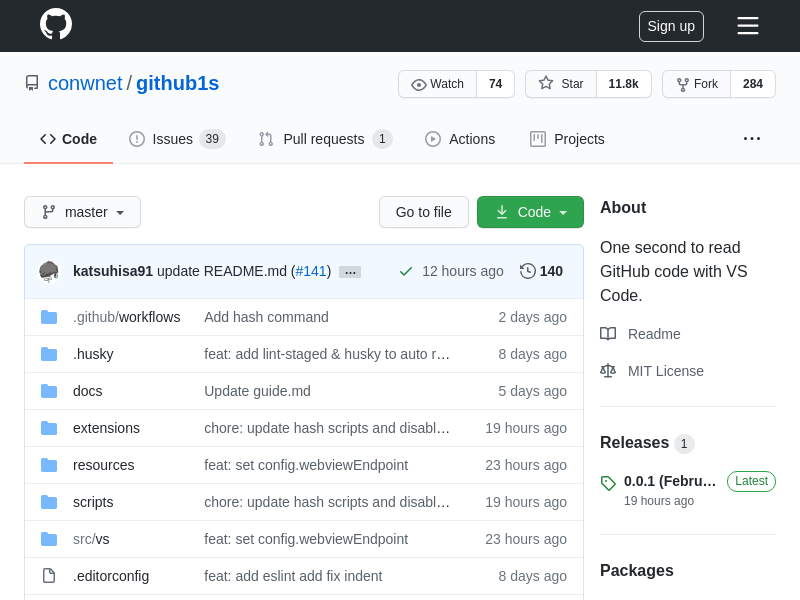 Sign up
conwnet / github1s
Watch 74
Star 11.8k
Fork 284
Code
Issues 39
Pull requests 1
Actions
Projects
master
Go to file
Code
katsuhisa91 update README.md (#141) ... 12 hours ago 140
.github/workflows Add hash command 2 days ago
.husky feat: add lint-staged & husky to auto r… 8 days ago
docs Update guide.md 5 days ago
extensions chore: update hash scripts and disabl… 19 hours ago
resources feat: set config.webviewEndpoint 23 hours ago
scripts chore: update hash scripts and disabl… 19 hours ago
src/vs feat: set config.webviewEndpoint 23 hours ago
.editorconfig feat: add eslint add fix indent 8 days ago
About
One second to read
GitHub code with VS
Code.
Readme
MIT License
Releases 1
0.0.1 (Febru… Latest
19 hours ago
Packages